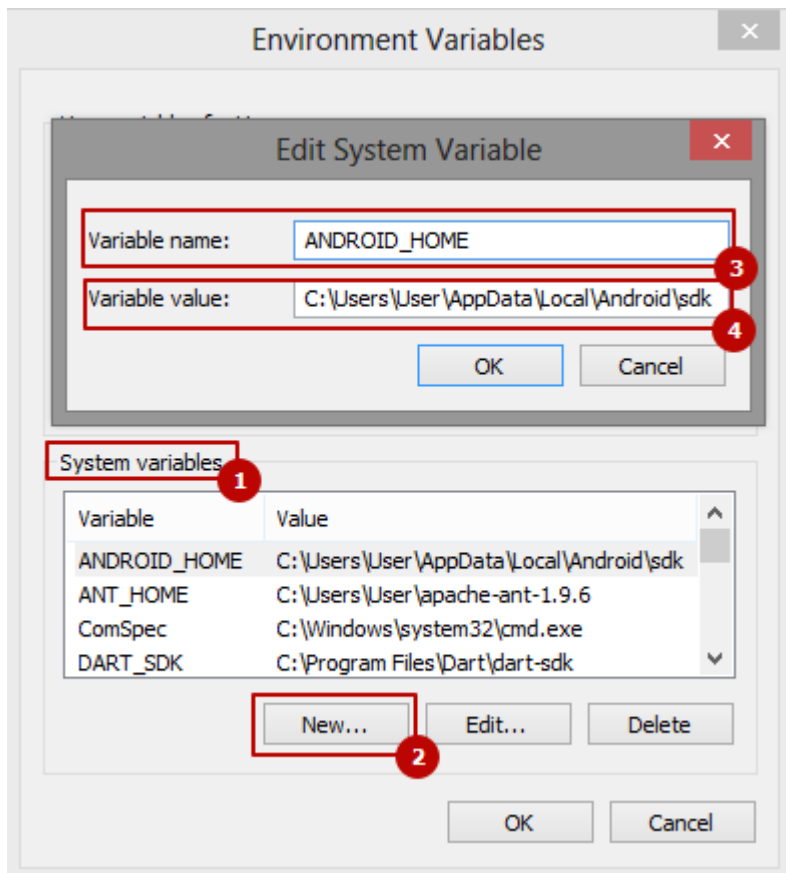 Environment Variables
Edit System Variable
Variable name: ANDROID_HOME
3
Variable value: C:\Users\User\AppData\Local\Android\sdk
4
OK Cancel
System variables
1
Variable Value
ANDROID_HOME C:\Users\User\AppData\Local\Android\sdk
ANT_HOME C:\Users\User\apache-ant-1.9.6
ComSpec C:\Windows\system32\cmd.exe
DART_SDK C:\Program Files\Dart\dart-sdk
New... Edit... Delete
2
OK Cancel